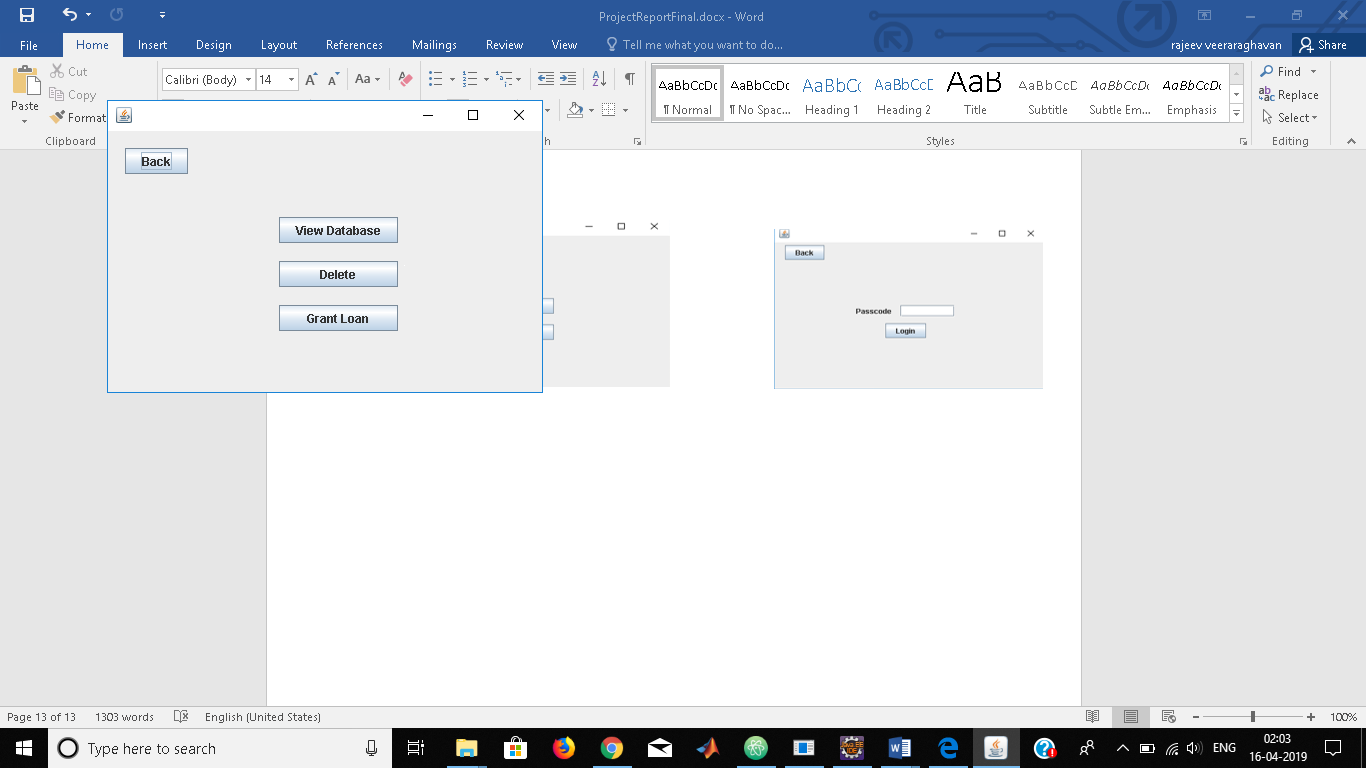 ProjectReportFinal.docx - Word
File Home Insert Design Layout References Mailings Review View Tell me what you want to do... rajeev veeraraghavan Share
Cut
Copy
Format
Paste
Clipboard
Calibri (Body) 14
Aa
AaBbCcDc AaBbCcDc AaBbCc AaBbCcD AaB AaBbCcD AaBbCcDc AaBbCcDc
¶ Normal ¶ No Spac... Heading 1 Heading 2 Title Subtitle Subtle Em... Emphasis
Styles
Find
Replace
Select
Editing
Back
View Database
Delete
Grant Loan
Back
Passcode
Login
Page 13 of 13 1303 words English (United States) 100%
Type here to search
ENG
02:03
16-04-2019